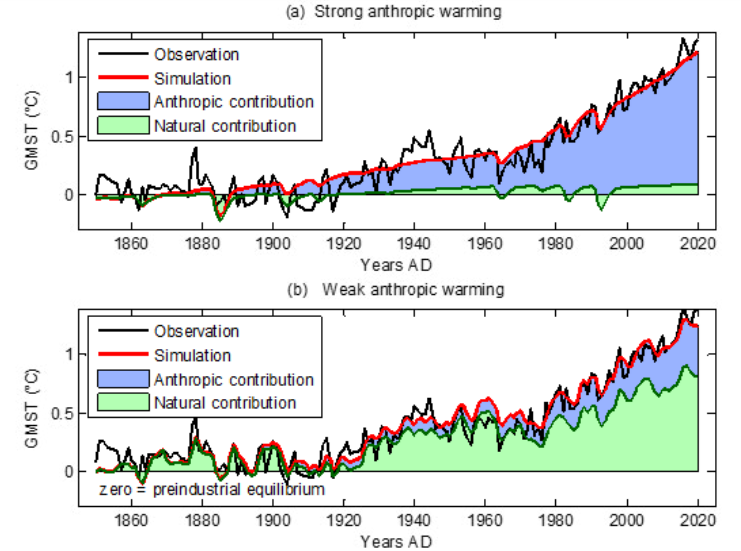 (a) Strong anthropic warming
Observation
Simulation
Anthropic contribution
Natural contribution
GMST (°C)
1
0.5
0
1860 1880 1900 1920 1940 1960 1980 2000 2020
Years AD
(b) Weak anthropic warming
Observation
Simulation
Anthropic contribution
Natural contribution
GMST (°C)
1
0.5
0
zero = preindustrial equilibrium
1860 1880 1900 1920 1940 1960 1980 2000 2020
Years AD